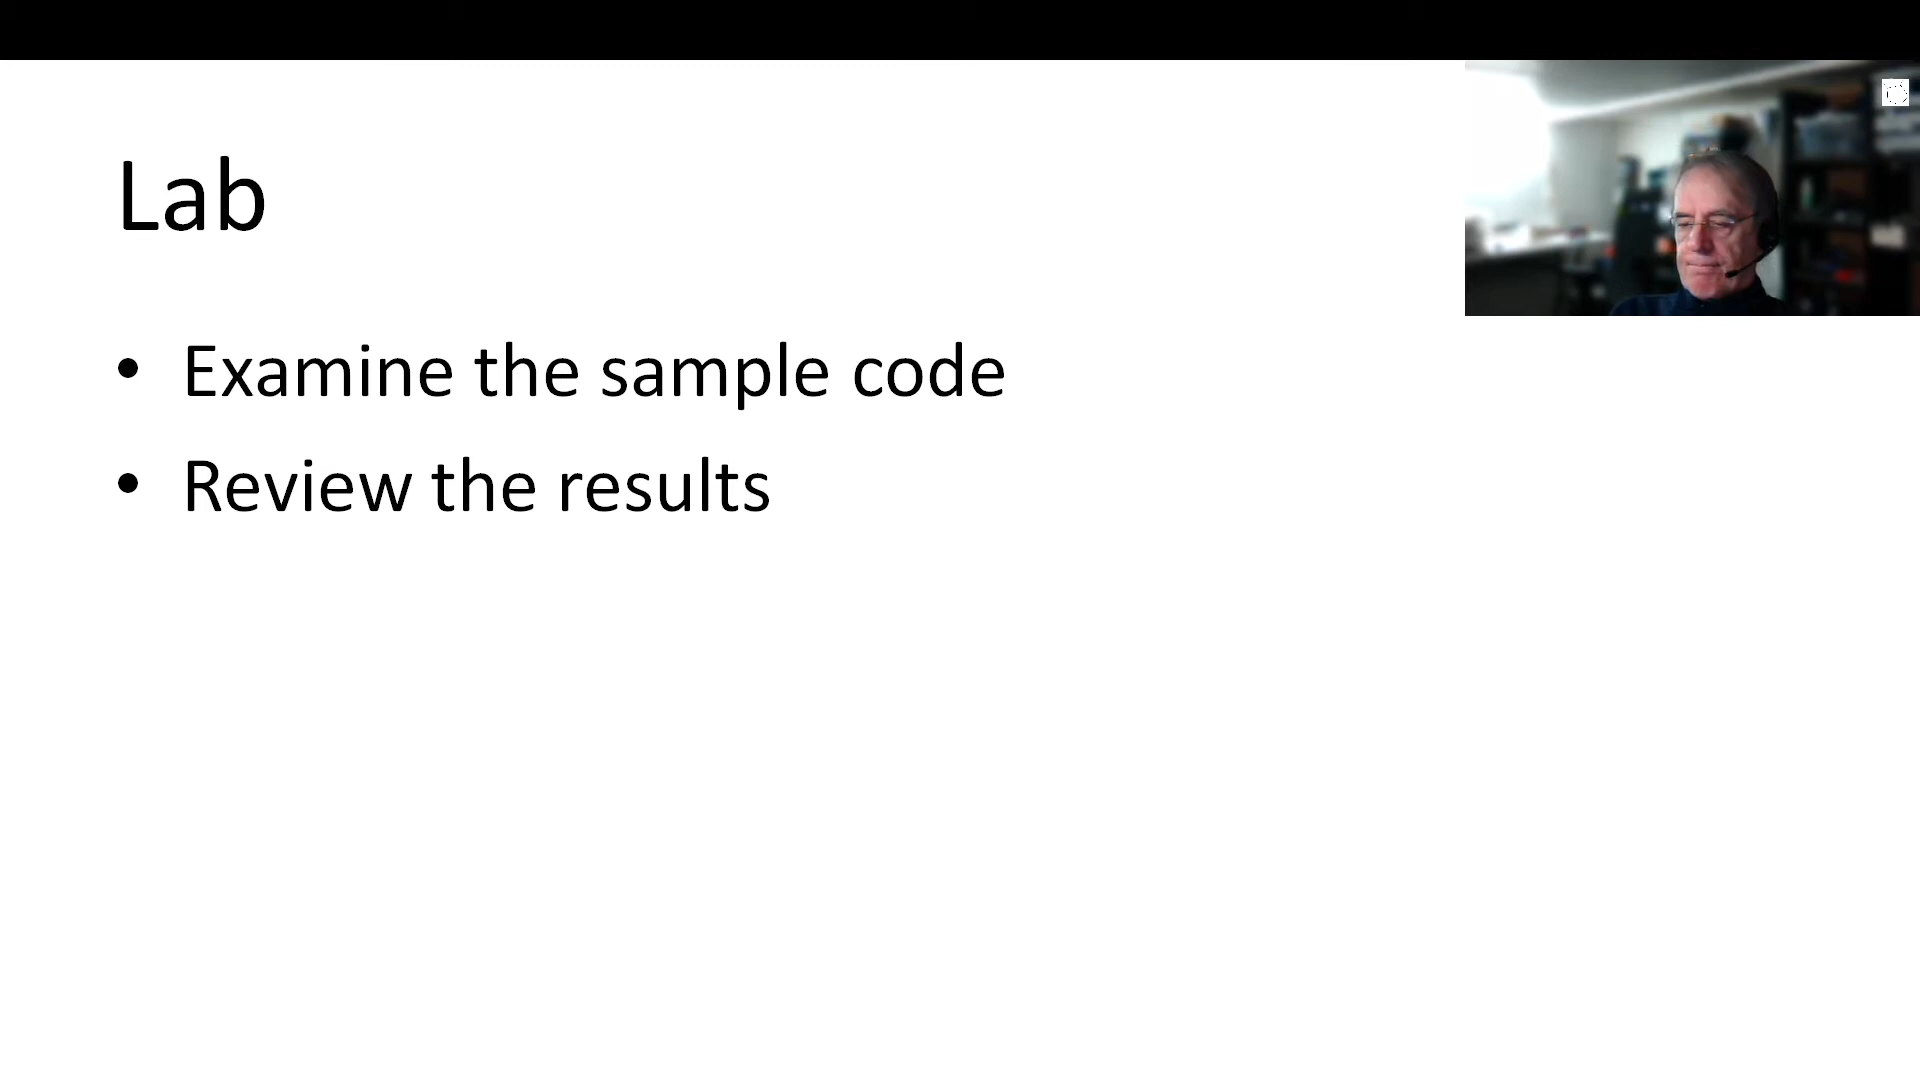 Lab
• Examine the sample code
• Review the results